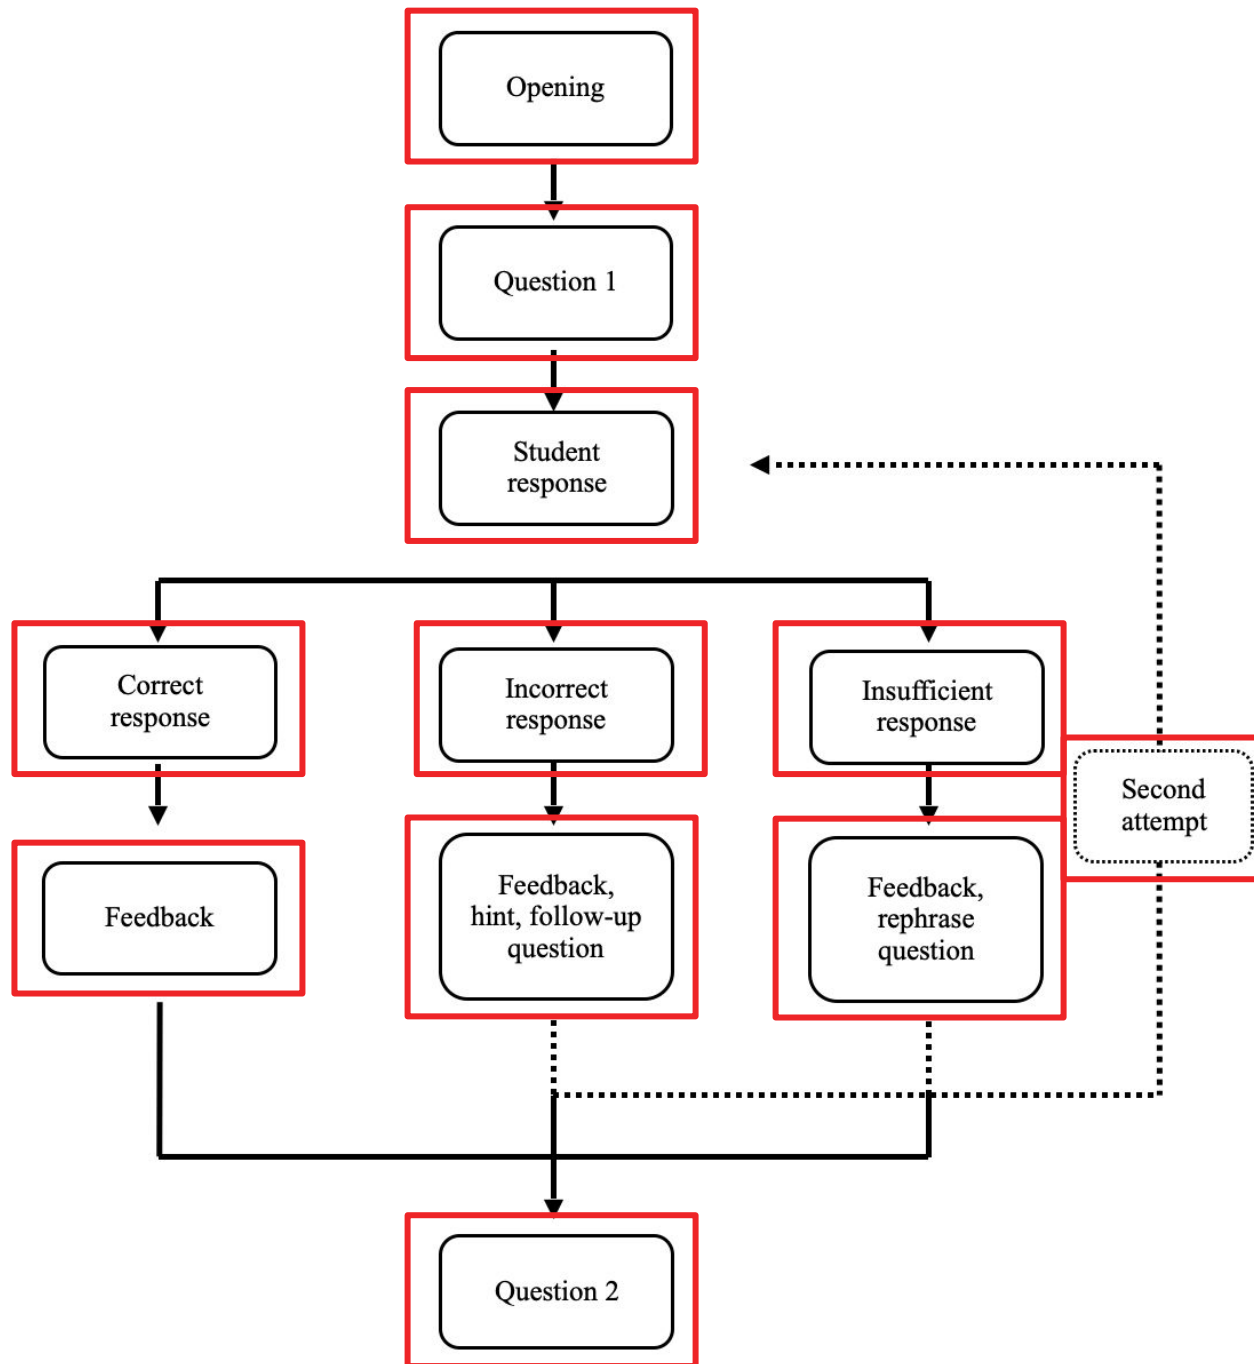 Opening
Question 1
Student
response
Correct
response
Incorrect
response
Insufficient
response
Second
attempt
Feedback
Feedback,
hint, follow-up
question
Feedback,
rephrase
question
Question 2